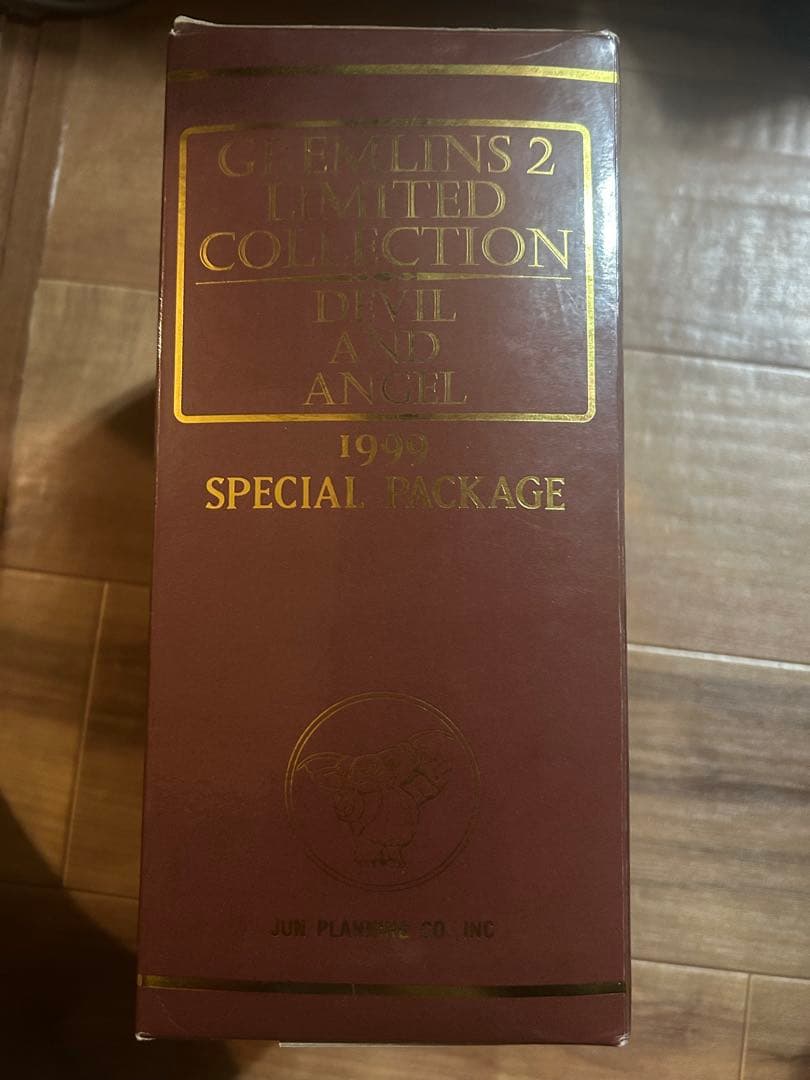 GREMLINS 2
LIMITED
COLLECTION
DEVIL
AND
ANGEL
1999
SPECIAL PACKAGE
JUN PLANNING CO. INC